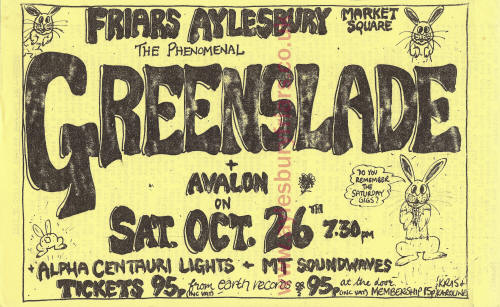 FRIARS AYLESBURY MARKET SQUARE
THE PHENOMENAL
GREENSLADE
+
AVALON
ON
SAT. OCT. 26TH 7.30pm
DO YOU REMEMBER THE SATURDAY GIGS?
+ ALPHA CENTAURI LIGHTS + MT SOUNDWAVES
TICKETS 95p (INC VAT) from earth records OR 95p at the door (INC VAT) MEMBERSHIP 15p
KRIS + KAROLINE